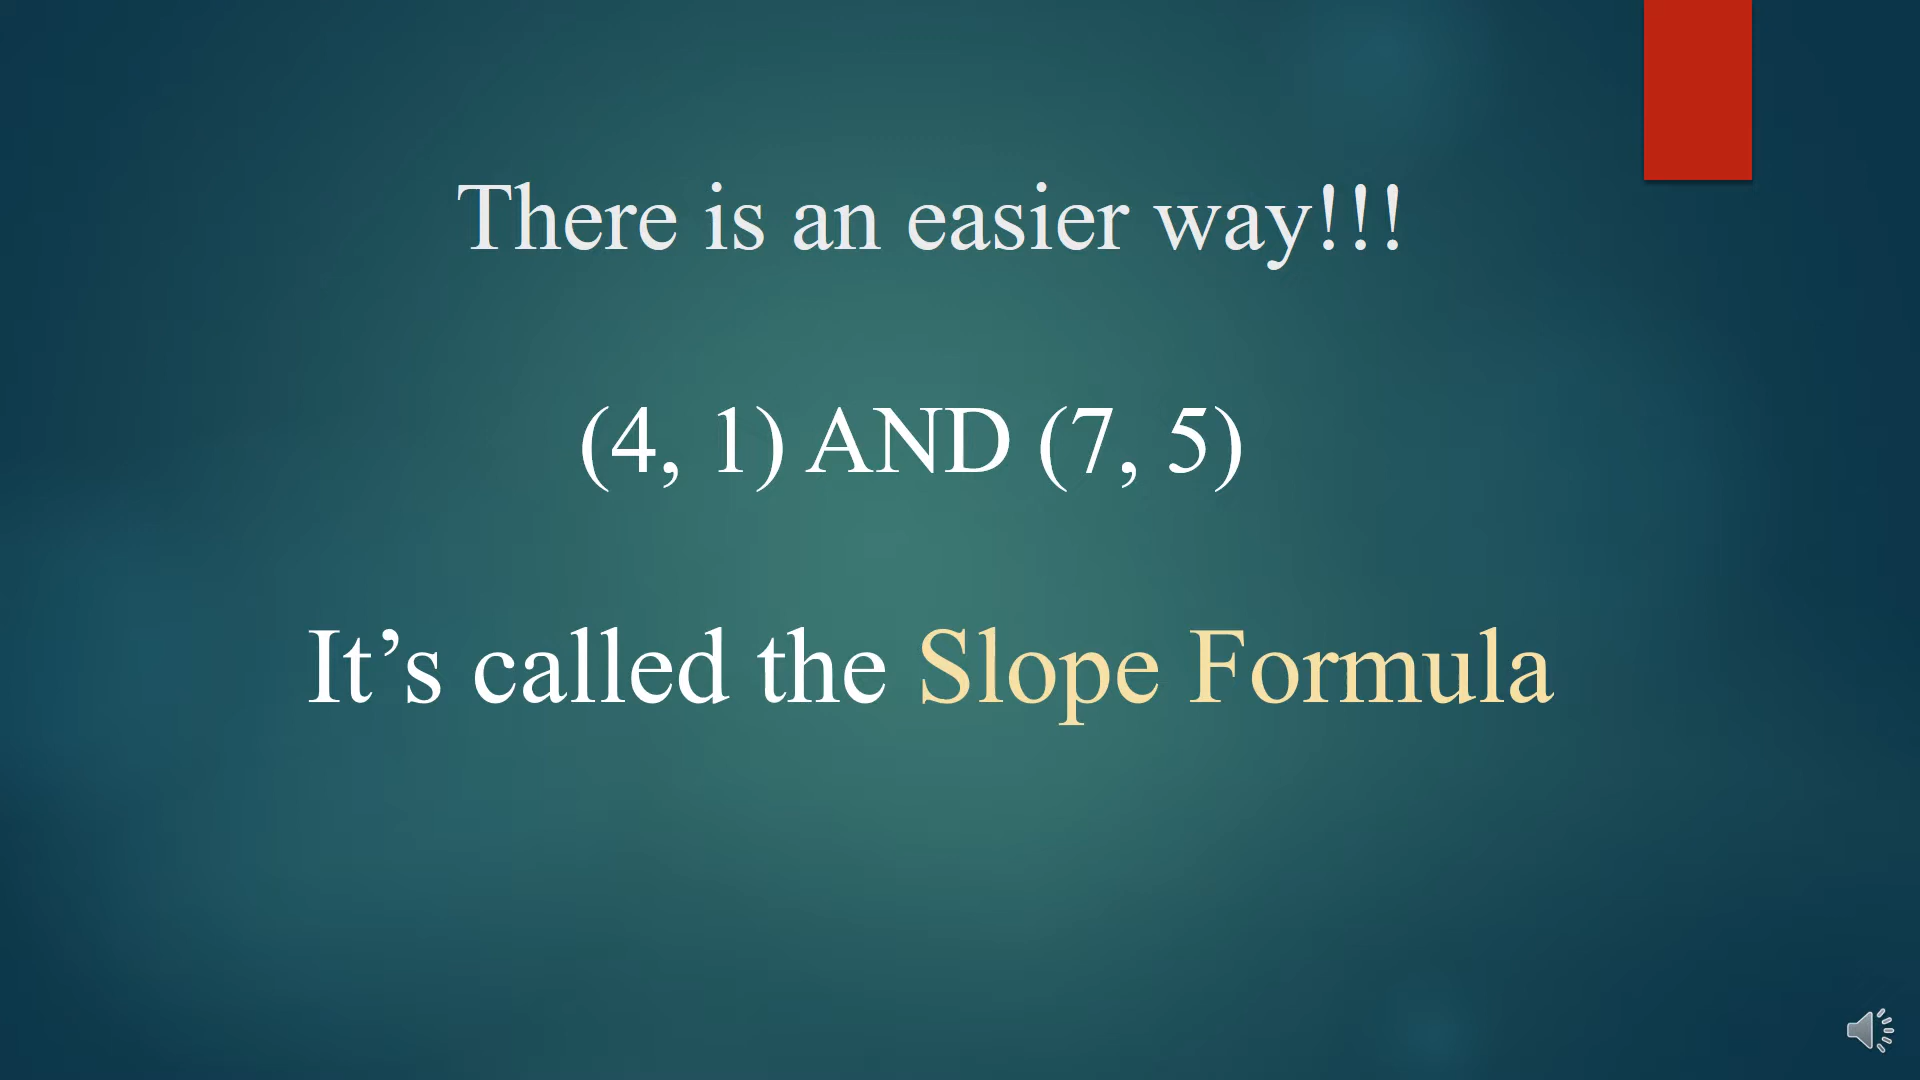 There is an easier way!!!
(4, 1) AND (7, 5)
It’s called the Slope Formula